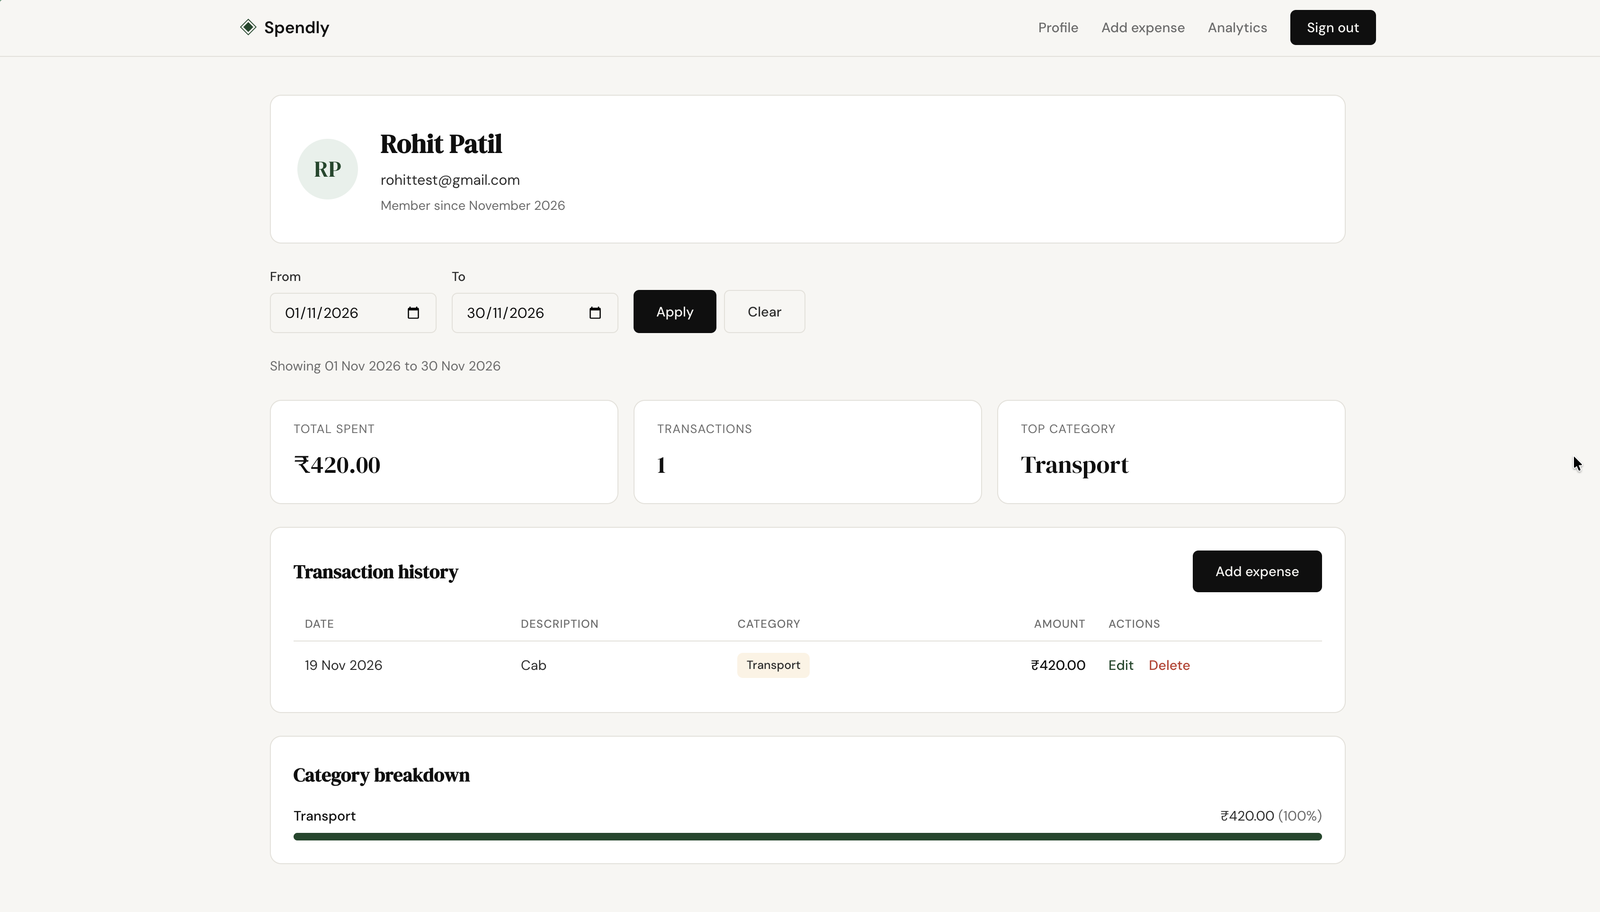 Spendly
Profile Add expense Analytics Sign out
RP
Rohit Patil
rohittest@gmail.com
Member since November 2026
From To
01/11/2026 30/11/2026 Apply Clear
Showing 01 Nov 2026 to 30 Nov 2026
TOTAL SPENT TRANSACTIONS TOP CATEGORY
₹420.00 1 Transport
Transaction history Add expense
DATE DESCRIPTION CATEGORY AMOUNT ACTIONS
19 Nov 2026 Cab Transport ₹420.00 Edit Delete
Category breakdown
Transport ₹420.00 (100%)